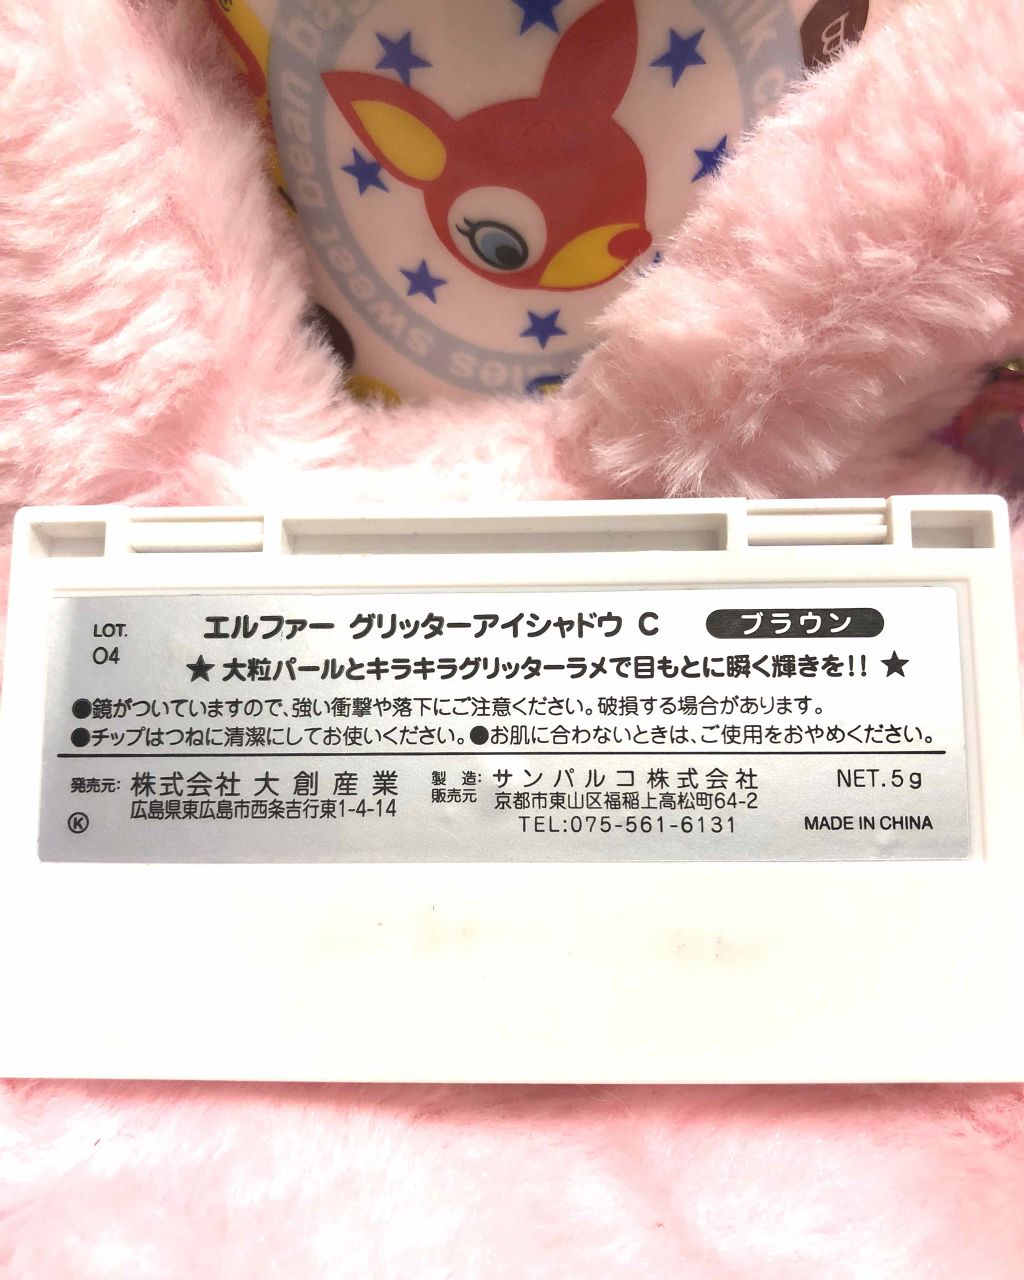 sweet bean ba
milk c
les
B
LOT.
04
エルファー グリッターアイシャドウ C ブラウン
★大粒パールとキラキラグリッターラメで目もとに瞬く輝きを!!★
●鏡がついていますので、強い衝撃や落下にご注意ください。破損する場合があります。
●チップはつねに清潔にしてお使いください。●お肌に合わないときは、ご使用をおやめください。
発売元: 株式会社大創産業
広島県東広島市西条吉行東1-4-14
Ⓚ
製造販売元: サンパルコ株式会社
京都市東山区福稲上高松町64-2
TEL:075-561-6131
NET.5g
MADE IN CHINA